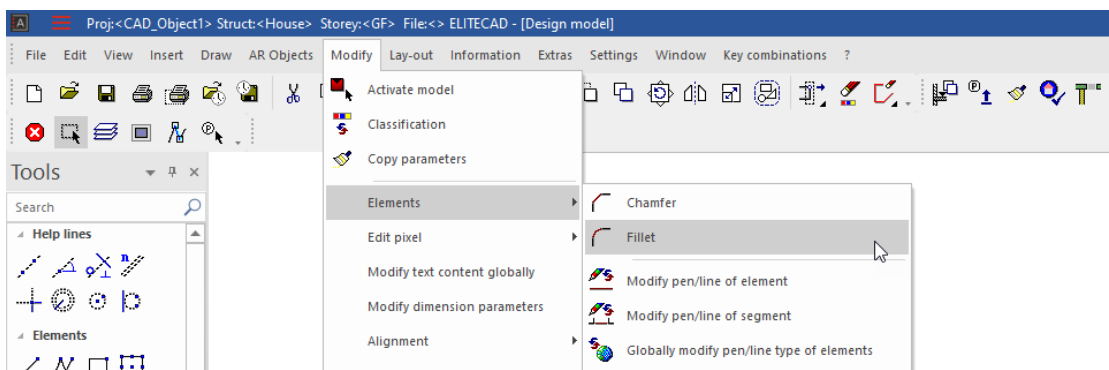 Proj:<CAD_Object1> Struct:<House> Storey:<GF> File:<> ELITECAD - [Design model]
File Edit View Insert Draw AR Objects Modify Lay-out Information Extras Settings Window Key combinations ?
Activate model
Classification
Copy parameters
Tools
Search
Help lines
Elements
Elements
Edit pixel
Modify text content globally
Modify dimension parameters
Alignment
Chamfer
Fillet
Modify pen/line of element
Modify pen/line of segment
Globally modify pen/line type of elements